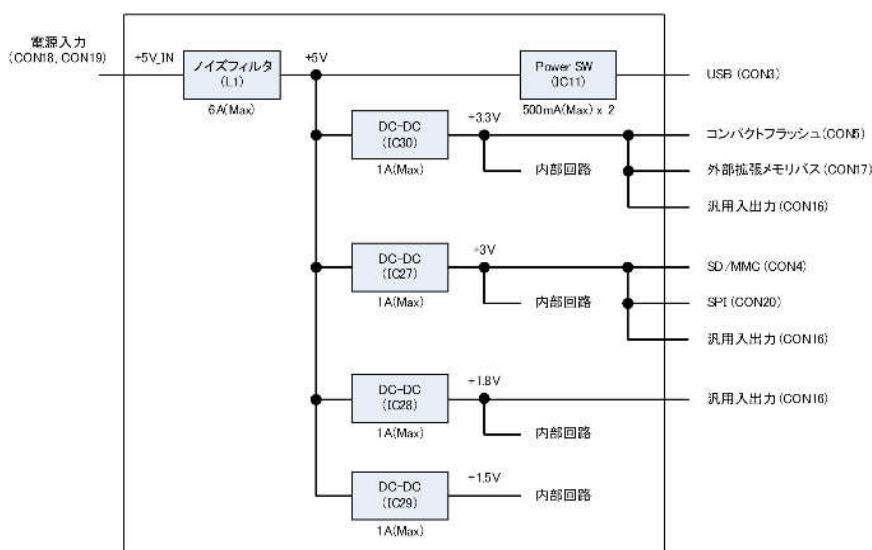 電源入力
(CON18, CON19)
+5V_IN
ノイズフィルタ
(L1)
6A(Max)
+5V
Power SW
(IC11)
500mA(Max) x 2
USB (CON3)
DC-DC
(IC30)
1A(Max)
+3.3V
内部回路
コンパクトフラッシュ(CON5)
外部拡張メモリバス(CON17)
汎用入出力(CON16)
DC-DC
(IC27)
1A(Max)
+3V
内部回路
SD/MMC (CON4)
SPI (CON20)
汎用入出力(CON16)
DC-DC
(IC28)
1A(Max)
+1.8V
内部回路
汎用入出力(CON16)
DC-DC
(IC29)
1A(Max)
+1.5V
内部回路